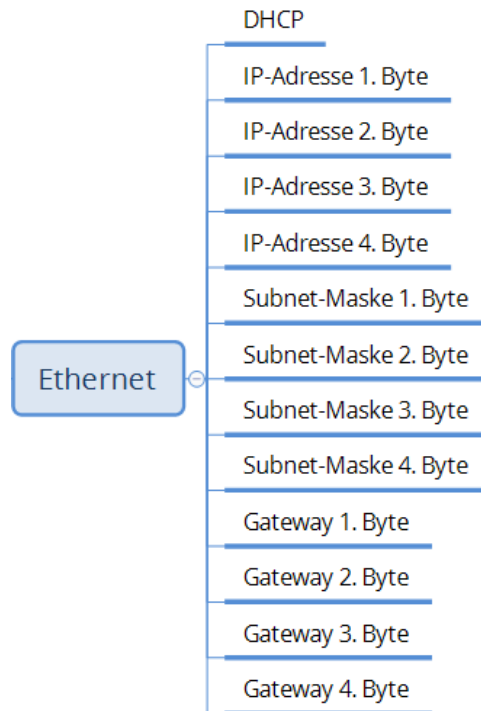 DHCP
IP-Adresse 1. Byte
IP-Adresse 2. Byte
IP-Adresse 3. Byte
IP-Adresse 4. Byte
Subnet-Maske 1. Byte
Ethernet
Subnet-Maske 2. Byte
Subnet-Maske 3. Byte
Subnet-Maske 4. Byte
Gateway 1. Byte
Gateway 2. Byte
Gateway 3. Byte
Gateway 4. Byte